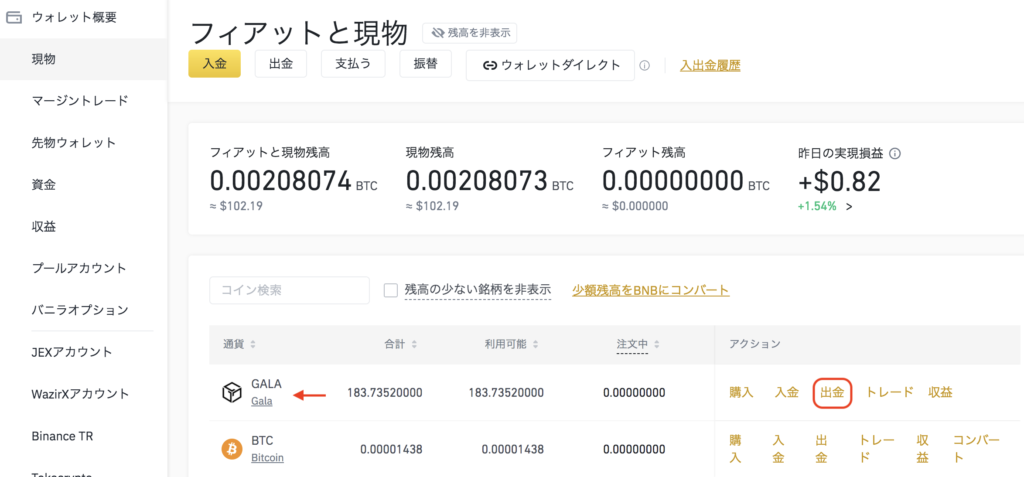 ウォレット概要
現物
マージントレード
先物ウォレット
資金
収益
プールアカウント
バニラオプション
JEXアカウント
WazirXアカウント
Binance TR
フィアットと現物
残高を非表示
入金 出金 支払う 振替 ウォレットダイレクト 入出金履歴
フィアットと現物残高 現物残高 フィアット残高 昨日の実現損益
0.00208074 BTC 0.00208073 BTC 0.00000000 BTC +$0.82
≈ $102.19 ≈ $102.19 ≈ $0.000000 +1.54% >
コイン検索 残高の少ない銘柄を非表示 少額残高をBNBにコンバート
通貨 合計 利用可能 注文中 アクション
GALA
Gala
183.73520000 183.73520000 0.00000000 購入 入金 出金 トレード 収益
BTC
Bitcoin
0.00001438 0.00001438 0.00000000 購入 入金 出金 トレード 収益 コンバート